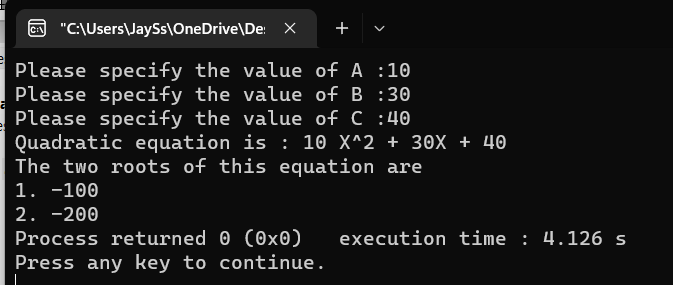 "C:\Users\JaySs\OneDrive\De
Please specify the value of A :10
Please specify the value of B :30
Please specify the value of C :40
Quadratic equation is : 10 X^2 + 30X + 40
The two roots of this equation are
1. -100
2. -200
Process returned 0 (0x0)   execution time : 4.126 s
Press any key to continue.